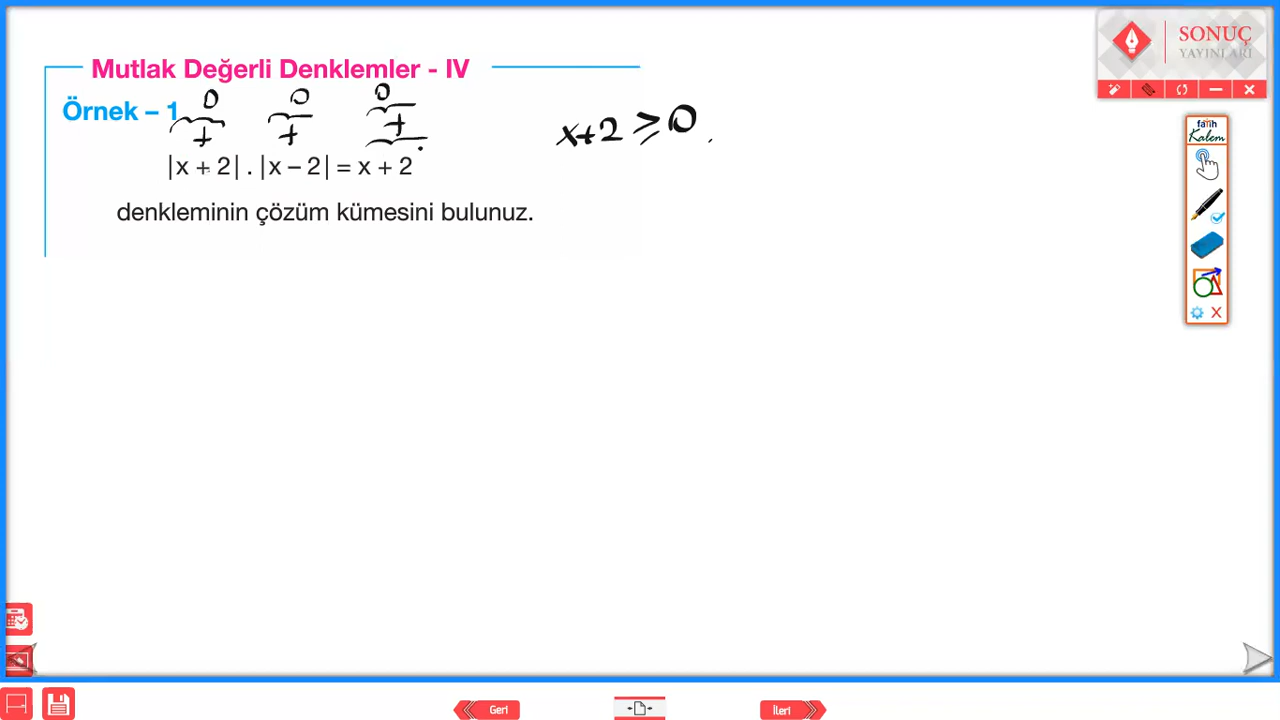 SONUÇ
YAYINLARI
Mutlak Değerli Denklemler - IV
Örnek – 1
0 0 0
+ + +
x+2 ⩾ 0
|x + 2| . |x – 2| = x + 2
denkleminin çözüm kümesini bulunuz.
fatih
Kalem
Geri
İleri